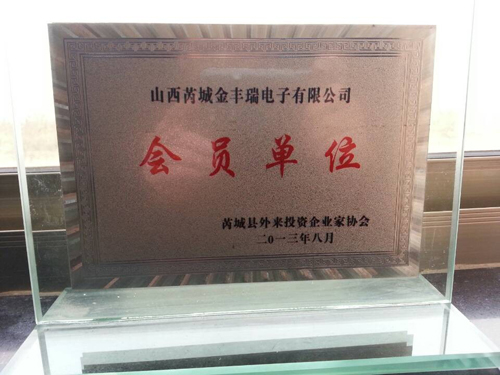 山西芮城金丰瑞电子有限公司
会员单位
芮城县外来投资企业家协会
二0一三年八月